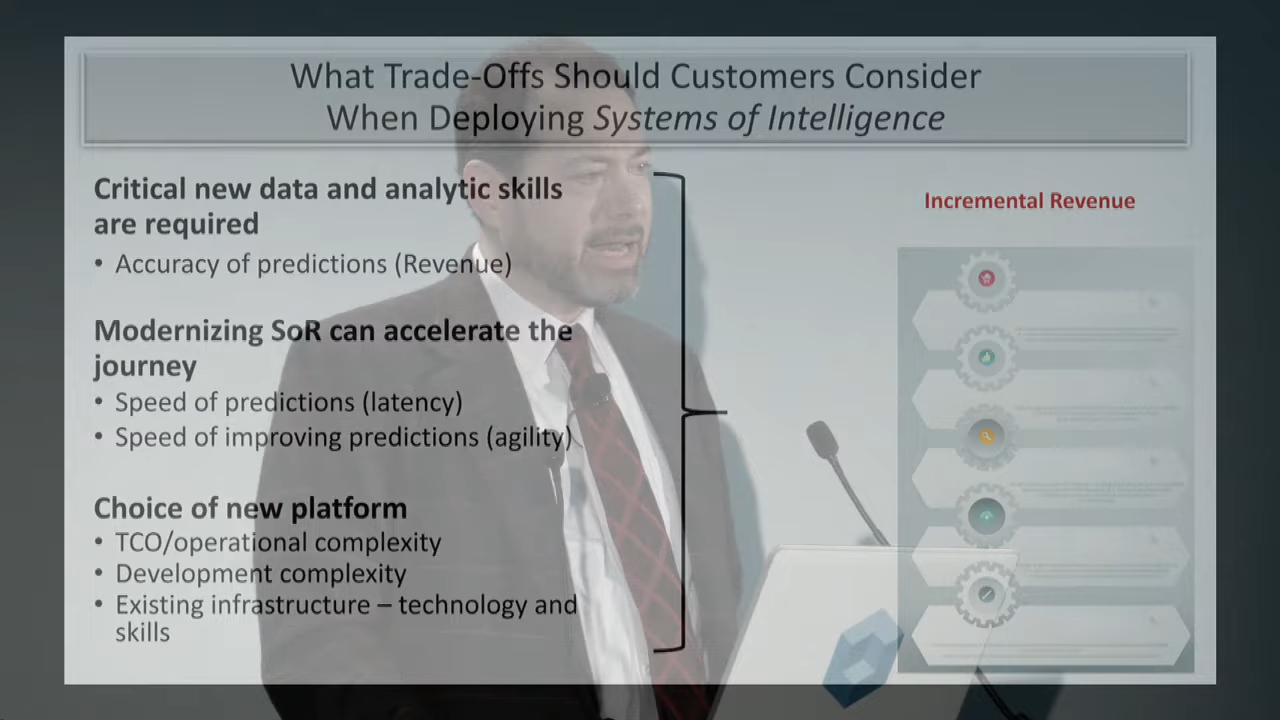 What Trade-Offs Should Customers Consider
When Deploying Systems of Intelligence
Critical new data and analytic skills
are required
• Accuracy of predictions (Revenue)
Modernizing SoR can accelerate the
journey
• Speed of predictions (latency)
• Speed of improving predictions (agility)
Choice of new platform
• TCO/operational complexity
• Development complexity
• Existing infrastructure – technology and
skills
Incremental Revenue